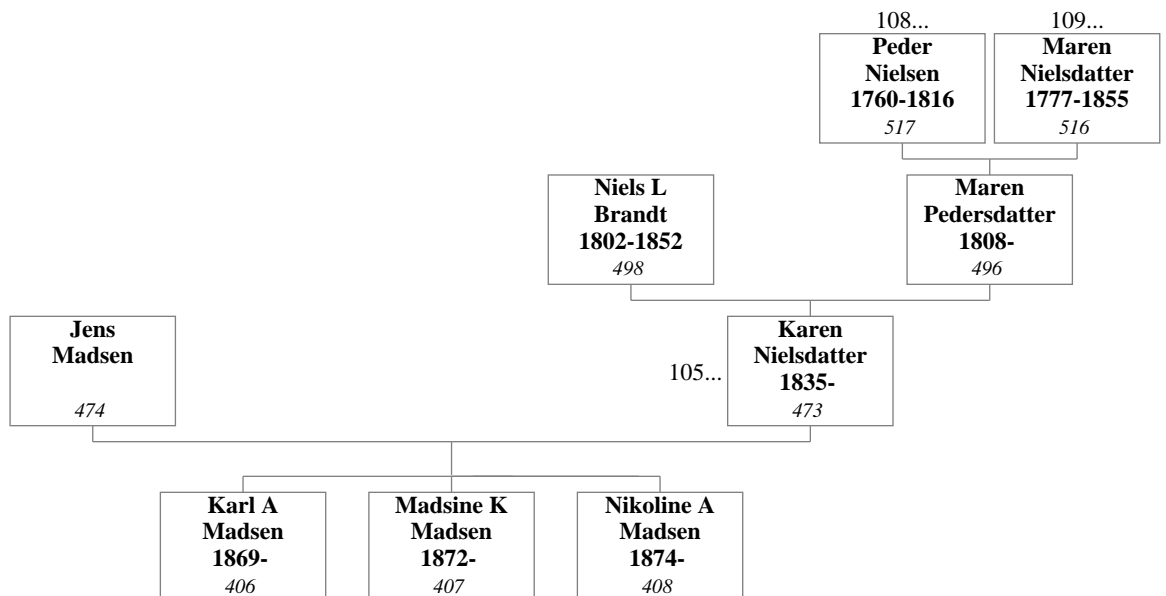 108...
Peder
Nielsen
1760-1816
517
109...
Maren
Nielsdatter
1777-1855
516
Niels L
Brandt
1802-1852
498
Maren
Pedersdatter
1808-
496
Jens
Madsen
474
105...
Karen
Nielsdatter
1835-
473
Karl A
Madsen
1869-
406
Madsine K
Madsen
1872-
407
Nikoline A
Madsen
1874-
408